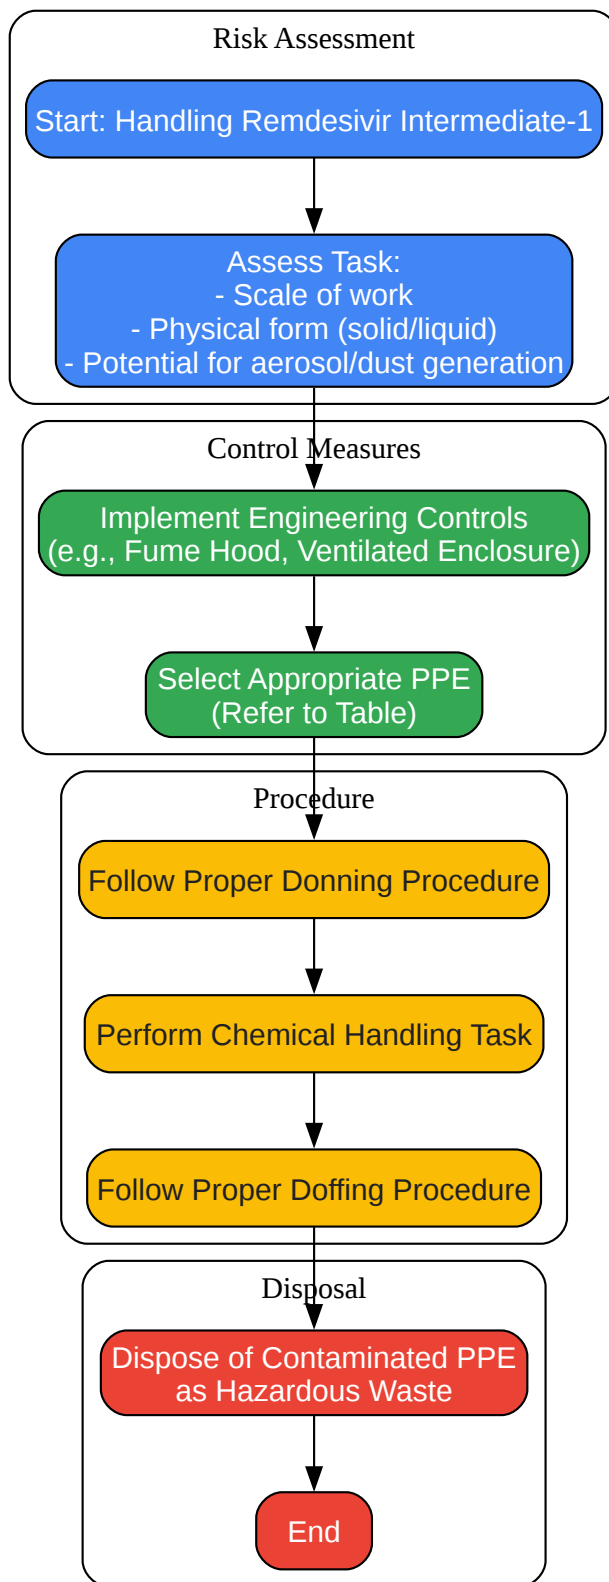 Risk Assessment
Start: Handling Remdesivir Intermediate-1
Assess Task:
- Scale of work
- Physical form (solid/liquid)
- Potential for aerosol/dust generation
Control Measures
Implement Engineering Controls
(e.g., Fume Hood, Ventilated Enclosure)
Select Appropriate PPE
(Refer to Table)
Procedure
Follow Proper Donning Procedure
Perform Chemical Handling Task
Follow Proper Doffing Procedure
Disposal
Dispose of Contaminated PPE
as Hazardous Waste
End